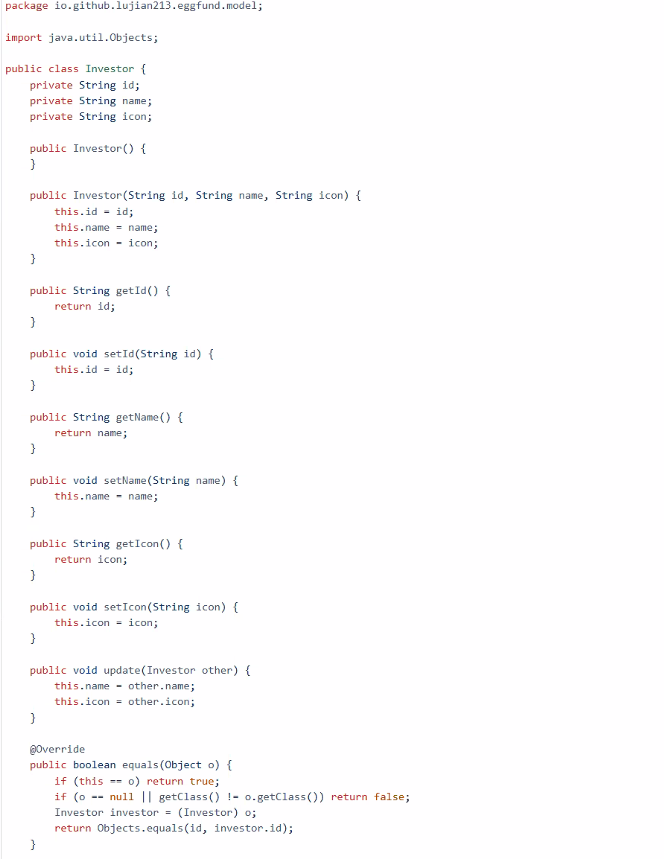 package io.github.lujian213.eggfund.model;
import java.util.Objects;
public class Investor {
    private String id;
    private String name;
    private String icon;
    public Investor() {
    }
    public Investor(String id, String name, String icon) {
        this.id = id;
        this.name = name;
        this.icon = icon;
    }
    public String getId() {
        return id;
    }
    public void setId(String id) {
        this.id = id;
    }
    public String getName() {
        return name;
    }
    public void setName(String name) {
        this.name = name;
    }
    public String getIcon() {
        return icon;
    }
    public void setIcon(String icon) {
        this.icon = icon;
    }
    public void update(Investor other) {
        this.name = other.name;
        this.icon = other.icon;
    }
    @Override
    public boolean equals(Object o) {
        if (this == o) return true;
        if (o == null || getClass() != o.getClass()) return false;
        Investor investor = (Investor) o;
        return Objects.equals(id, investor.id);
    }